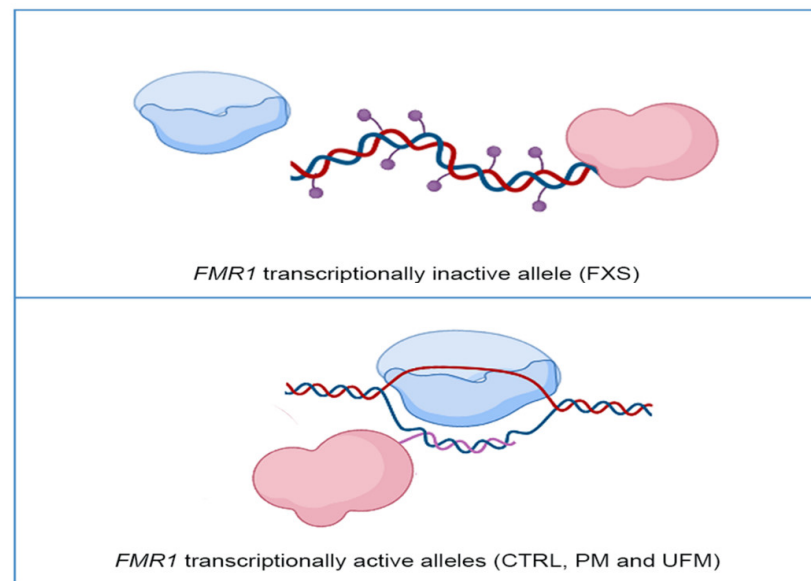 FMR1 transcriptionally inactive allele (FXS)
FMR1 transcriptionally active alleles (CTRL, PM and UFM)